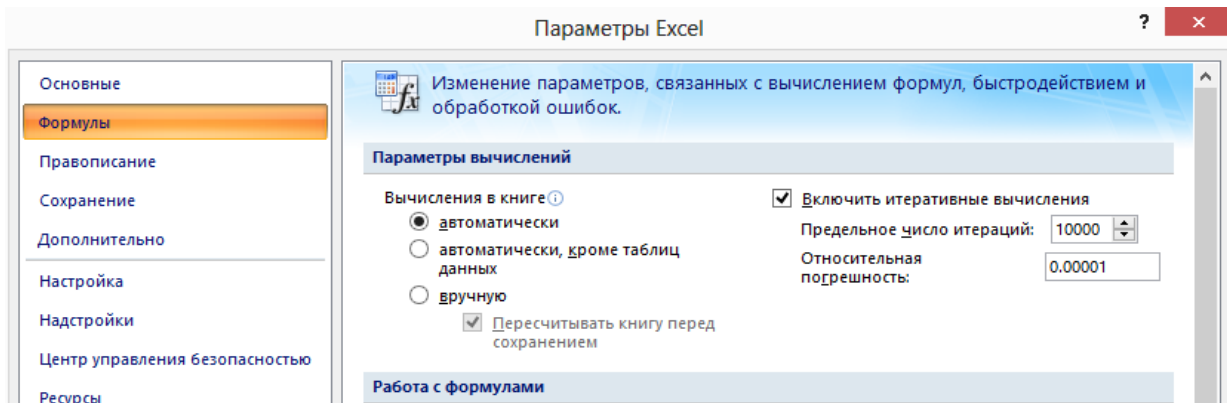 Параметры Excel
?
×
Основные
Формулы
Правописание
Сохранение
Дополнительно
Настройка
Надстройки
Центр управления безопасностью
Ресурсы
fx
Изменение параметров, связанных с вычислением формул, быстродействием и
обработкой ошибок.
Параметры вычислений
Вычисления в книге
автоматически
автоматически, кроме таблиц
данных
вручную
Пересчитывать книгу перед
сохранением
Включить итеративные вычисления
Предельное число итераций: 10000
Относительная
погрешность: 0.00001
Работа с формулами